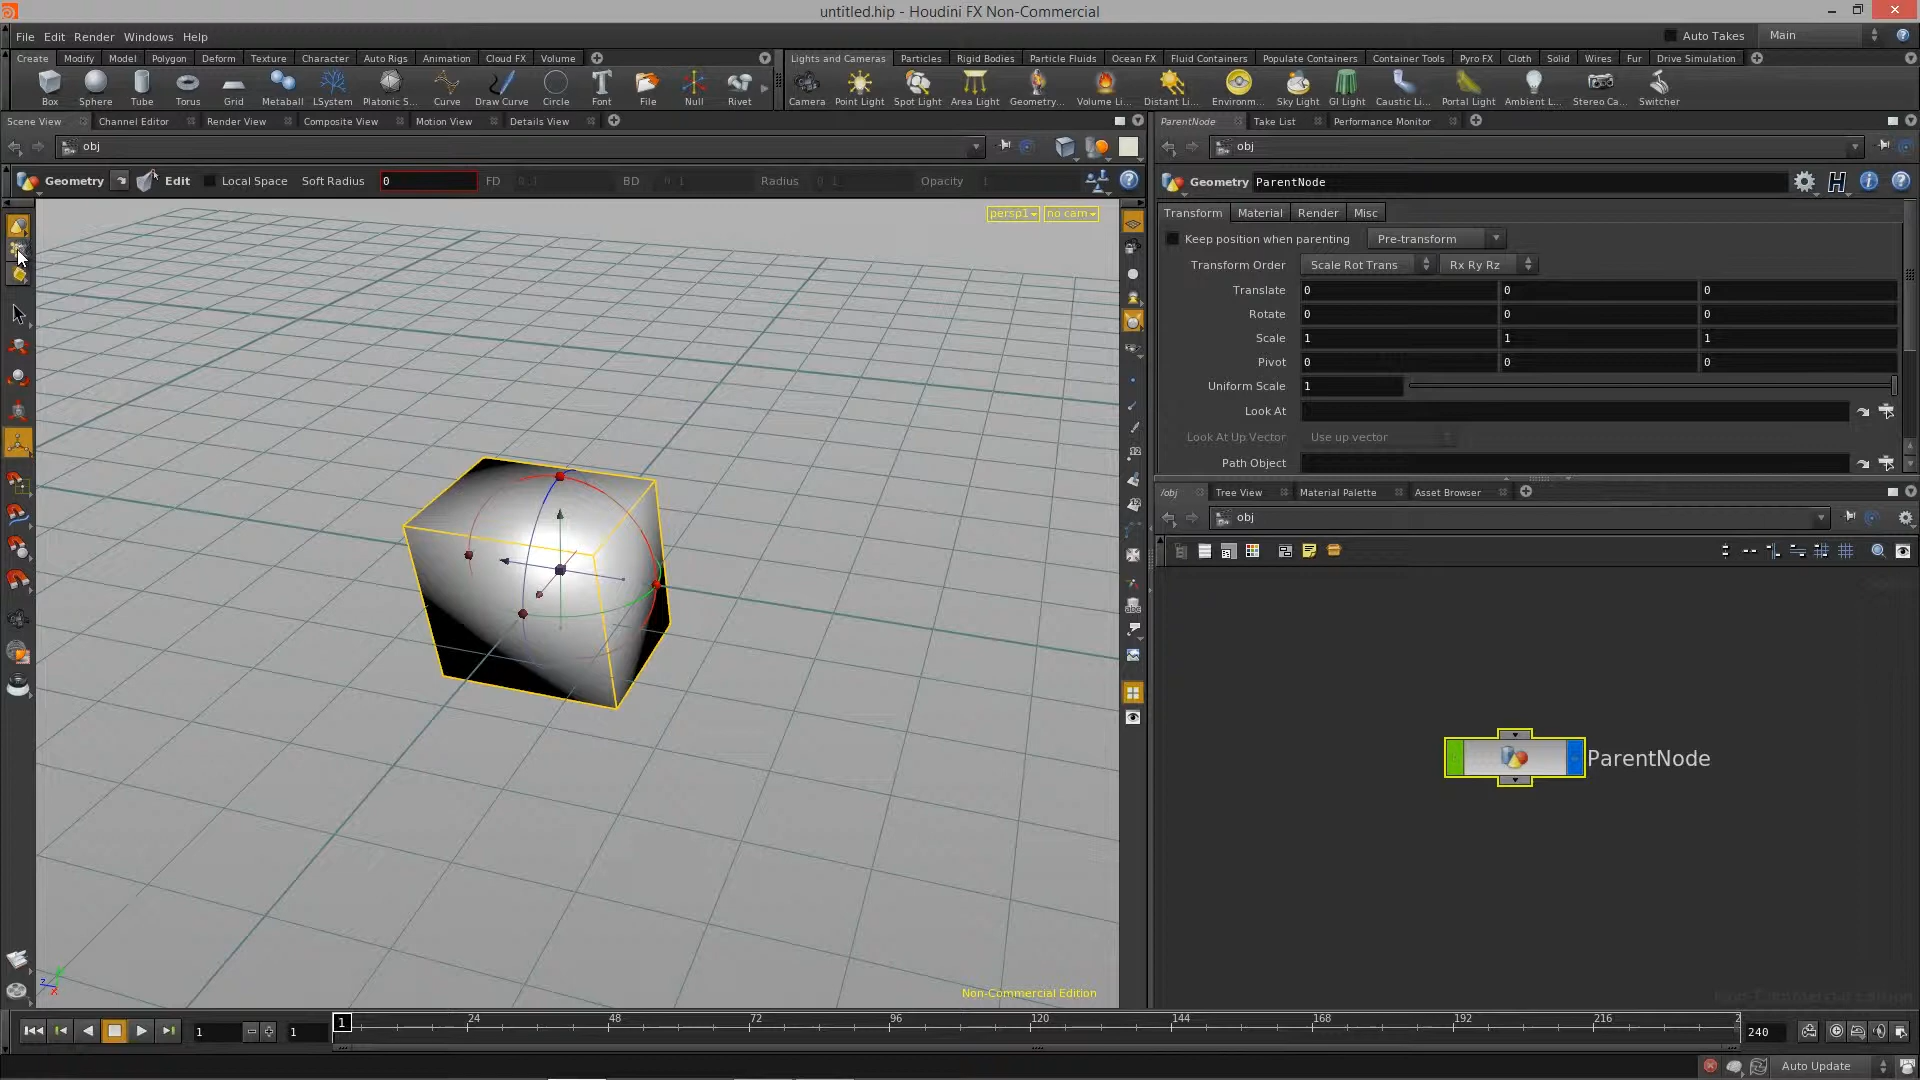 untitled.hip - Houdini FX Non-Commercial
File Edit Render Windows Help
Auto Takes Main
Create Modify Model Polygon Deform Texture Character Auto Rigs Animation Cloud FX Volume
Lights and Cameras Particles Rigid Bodies Particle Fluids Ocean FX Fluid Containers Populate Containers Container Tools Pyro FX Cloth Solid Wires Fur Drive Simulation
Box Sphere Tube Torus Grid Metaball LSystem Platonic S... Curve Draw Curve Circle Font File Null Rivet
Camera Point Light Spot Light Area Light Geometry... Volume Li... Distant Li... Environm... Sky Light GI Light Caustic Li... Portal Light Ambient L... Stereo Ca... Switcher
Scene View Channel Editor Render View Composite View Motion View Details View
ParentNode Take List Performance Monitor
obj
obj
Geometry Edit Local Space Soft Radius 0 FD 0.1 BD Radius Opacity 1
Geometry ParentNode
persp1 no cam
Transform Material Render Misc
Keep position when parenting Pre-transform
Transform Order Scale Rot Trans Rx Ry Rz
Translate 0 0 0
Rotate 0 0 0
Scale 1 1 1
Pivot 0 0 0
Uniform Scale 1
Look At
Look At Up Vector Use up vector
Path Object
/obj Tree View Material Palette Asset Browser
obj
ParentNode
Non-Commercial Edition
Non-Commercial Edition
1 1 1 24 48 72 96 120 144 168 192 216 2 240
Auto Update